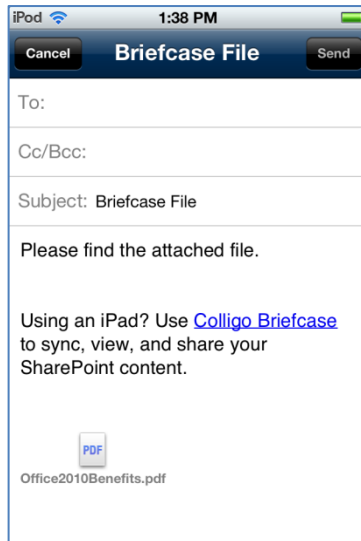 iPod 1:38 PM
Cancel Briefcase File Send
To:
Cc/Bcc:
Subject: Briefcase File
Please find the attached file.
Using an iPad? Use Colligo Briefcase
to sync, view, and share your
SharePoint content.
PDF
Office2010Benefits.pdf